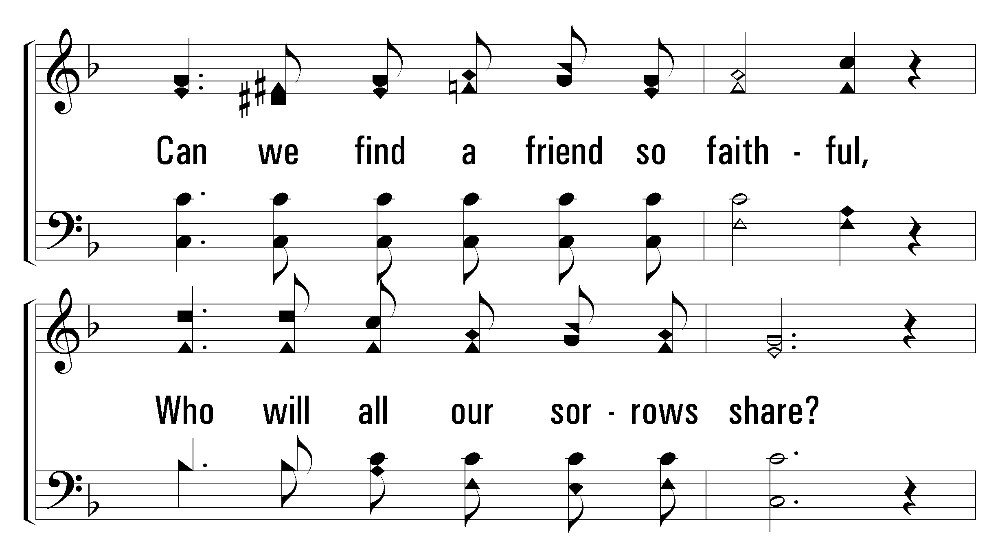 Can we find a friend so faith - ful,
Who will all our sor - rows share?